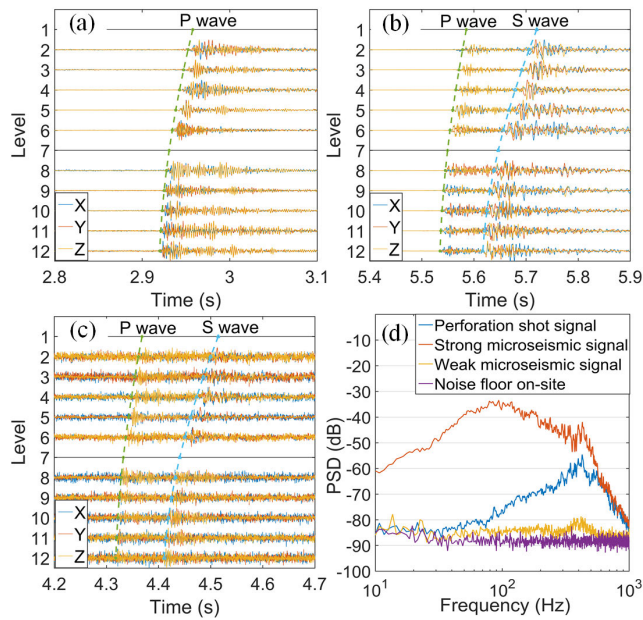 (a)
P wave
Level
1
2
3
4
5
6
7
8
9
10
11
12
X
Y
Z
2.8
2.9
3
3.1
Time (s)
(b)
P wave
S wave
Level
1
2
3
4
5
6
7
8
9
10
11
12
X
Y
Z
5.4
5.5
5.6
5.7
5.8
5.9
Time (s)
(c)
P wave
S wave
Level
1
2
3
4
5
6
7
8
9
10
11
12
X
Y
Z
4.2
4.3
4.4
4.5
4.6
4.7
Time (s)
(d)
Perforation shot signal
Strong microseismic signal
Weak microseismic signal
Noise floor on-site
PSD (dB)
-10
-20
-30
-40
-50
-60
-70
-80
-90
-100
10¹
10²
10³
Frequency (Hz)